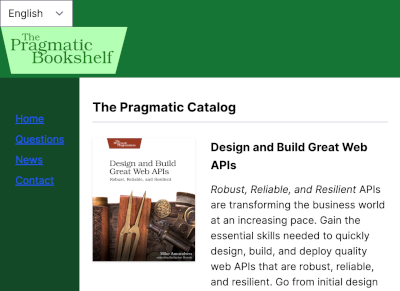 English
The
Pragmatic
Bookshelf
Home
Questions
News
Contact
The Pragmatic Catalog
Design and Build
Great Web APIs
Robust, Reliable, and Resilient
Mike Amundsen
Design and Build Great Web
APIs
Robust, Reliable, and Resilient APIs
are transforming the business world
at an increasing pace. Gain the
essential skills needed to quickly
design, build, and deploy quality
web APIs that are robust, reliable,
and resilient. Go from initial design